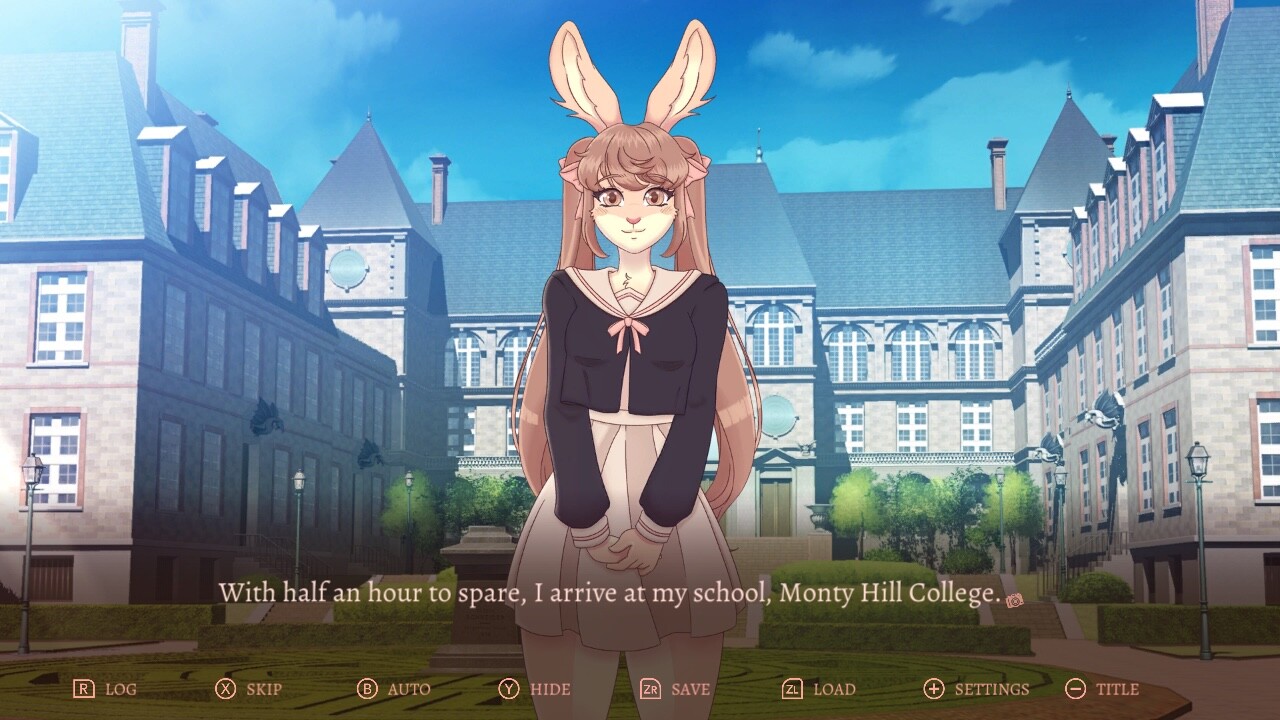 With half an hour to spare, I arrive at my school, Monty Hill College.
R LOG X SKIP B AUTO Y HIDE ZR SAVE ZL LOAD + SETTINGS − TITLE